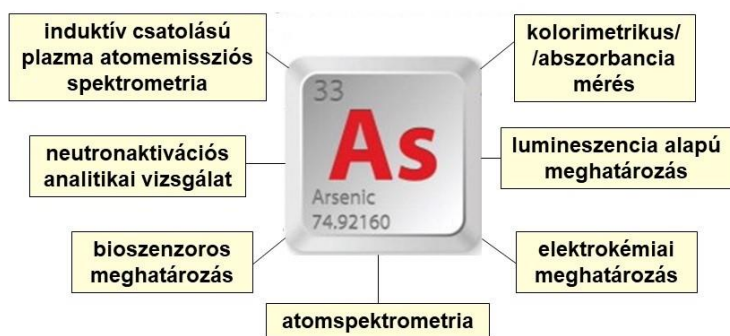 induktív csatolású
plazma atomemissziós
spektrometria
kolorimetrikus/
/abszorbancia
mérés
33
As
Arsenic
74.92160
neutronaktivációs
analitikai vizsgálat
lumineszencia alapú
meghatározás
bioszenzoros
meghatározás
elektrokémiai
meghatározás
atomspektrometria